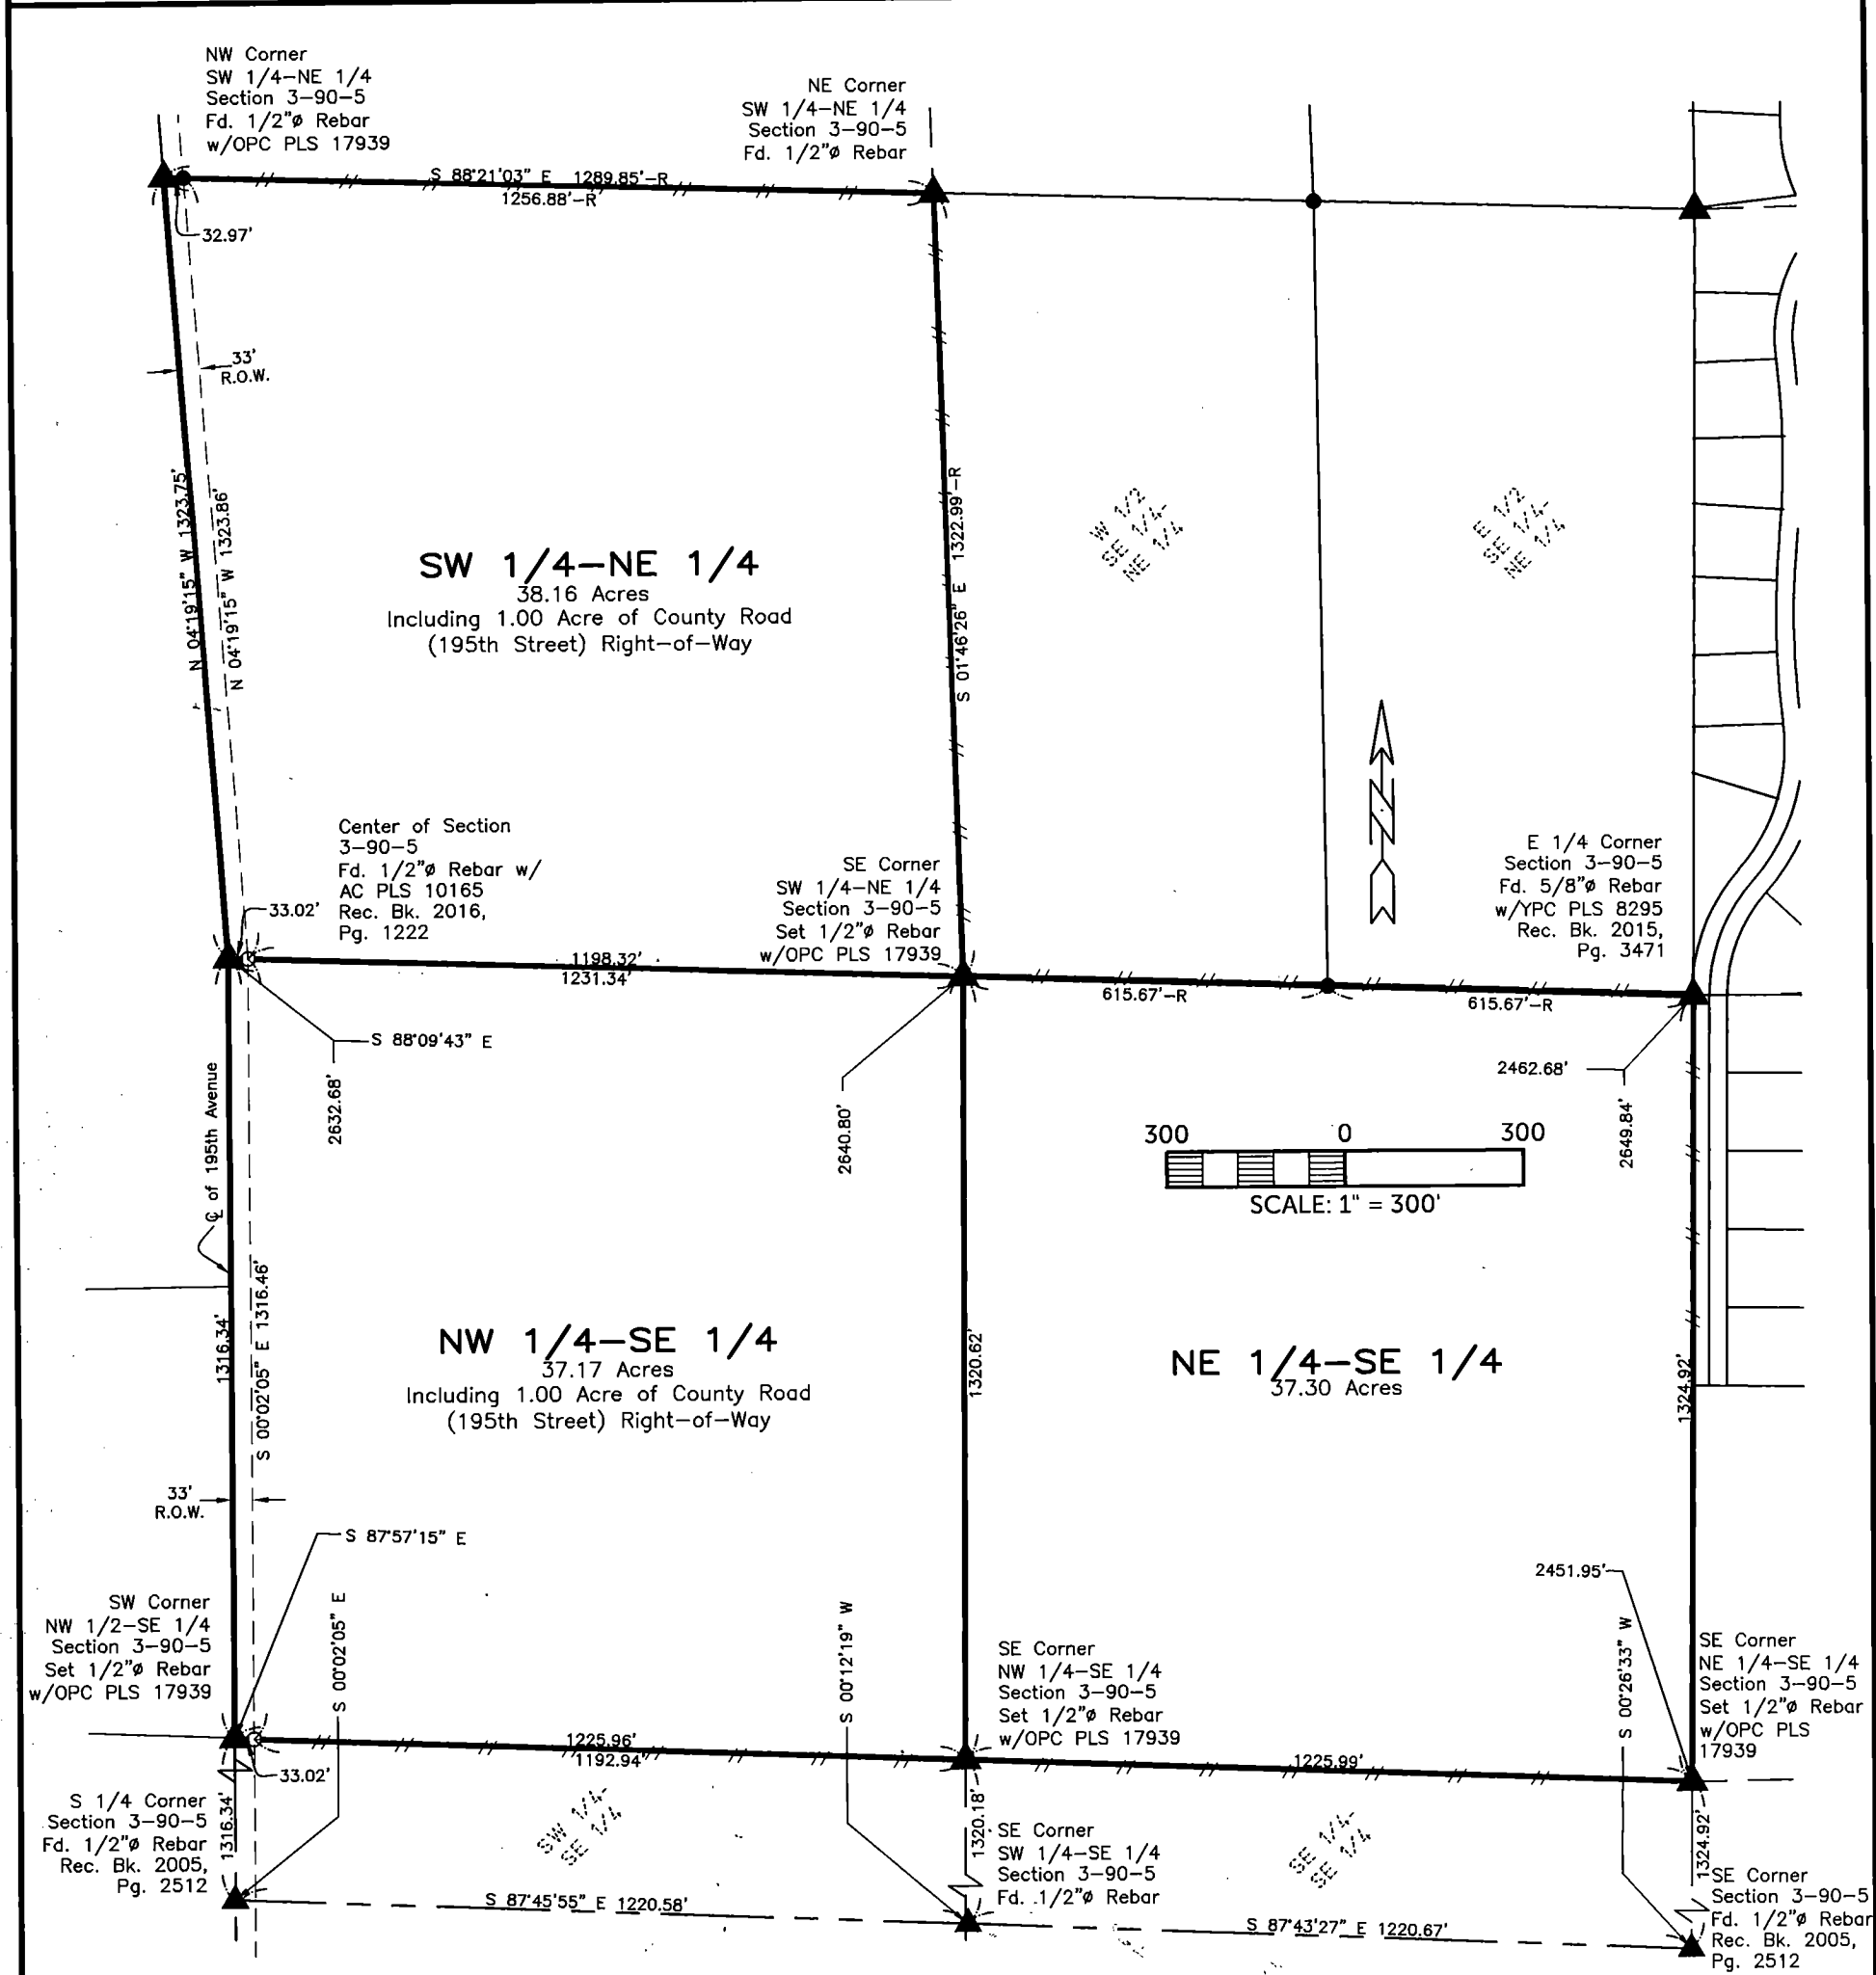 NW Corner
SW 1/4-NE 1/4
Section 3-90-5
Fd. 1/2"ø Rebar
w/OPC PLS 17939
NE Corner
SW 1/4-NE 1/4
Section 3-90-5
Fd. 1/2"ø Rebar
S 88°21'03" E 1289.85'-R
1256.88'-R
32.97'
33'
R.O.W.
N 04°19'15" W 1323.75'
N 04°19'15" W 1323.86'
SW 1/4-NE 1/4
38.16 Acres
Including 1.00 Acre of County Road
(195th Street) Right-of-Way
S 01°46'26" E 1322.99'-R
W 1/2
SE 1/4-
NE 1/4
E 1/2
SE 1/4-
NE 1/4
N
Center of Section
3-90-5
Fd. 1/2"ø Rebar w/
AC PLS 10165
Rec. Bk. 2016,
Pg. 1222
33.02'
SE Corner
SW 1/4-NE 1/4
Section 3-90-5
Set 1/2"ø Rebar
w/OPC PLS 17939
E 1/4 Corner
Section 3-90-5
Fd. 5/8"ø Rebar
w/YPC PLS 8295
Rec. Bk. 2015,
Pg. 3471
1198.32'
1231.34'
615.67'-R
615.67'-R
S 88°09'43" E
2632.68'
2640.80'
2462.68'
2649.84'
℄ of 195th Avenue
300 0 300
SCALE: 1" = 300'
1316.34'
S 00°02'05" E 1316.46'
NW 1/4-SE 1/4
37.17 Acres
Including 1.00 Acre of County Road
(195th Street) Right-of-Way
1320.62'
NE 1/4-SE 1/4
37.30 Acres
1324.92'
33'
R.O.W.
S 87°57'15" E
2451.95'
SW Corner
NW 1/2-SE 1/4
Section 3-90-5
Set 1/2"ø Rebar
w/OPC PLS 17939
S 00°02'05" E
S 00°12'19" W
SE Corner
NW 1/4-SE 1/4
Section 3-90-5
Set 1/2"ø Rebar
w/OPC PLS 17939
S 00°26'33" W
SE Corner
NE 1/4-SE 1/4
Section 3-90-5
Set 1/2"ø Rebar
w/OPC PLS
17939
1225.96'
1192.94'
1225.99'
33.02'
S 1/4 Corner
Section 3-90-5
Fd. 1/2"ø Rebar
Rec. Bk. 2005,
Pg. 2512
1316.34'
SW 1/4-
SE 1/4
1320.18'
SE Corner
SW 1/4-SE 1/4
Section 3-90-5
Fd. 1/2"ø Rebar
SE 1/4-
SE 1/4
1324.92'
SE Corner
Section 3-90-5
Fd. 1/2"ø Rebar
Rec. Bk. 2005,
Pg. 2512
S 87°45'55" E 1220.58'
S 87°43'27" E 1220.67'